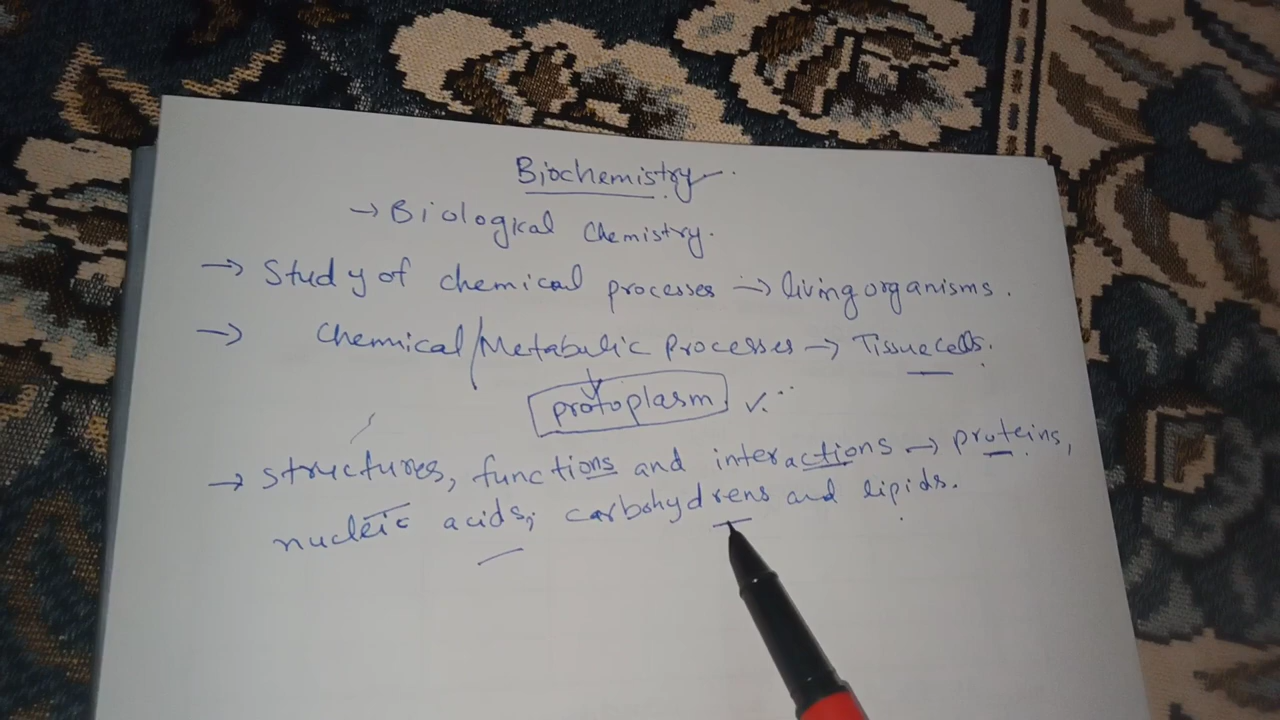 Biochemistry
→ Biological Chemistry.
→ Study of chemical processes → living organisms.
→ Chemical/Metabolic Processes → Tissue cells.
protoplasm ✓
→ structures, functions and interactions → proteins,
nucleic acids, carbohydrens and lipids.